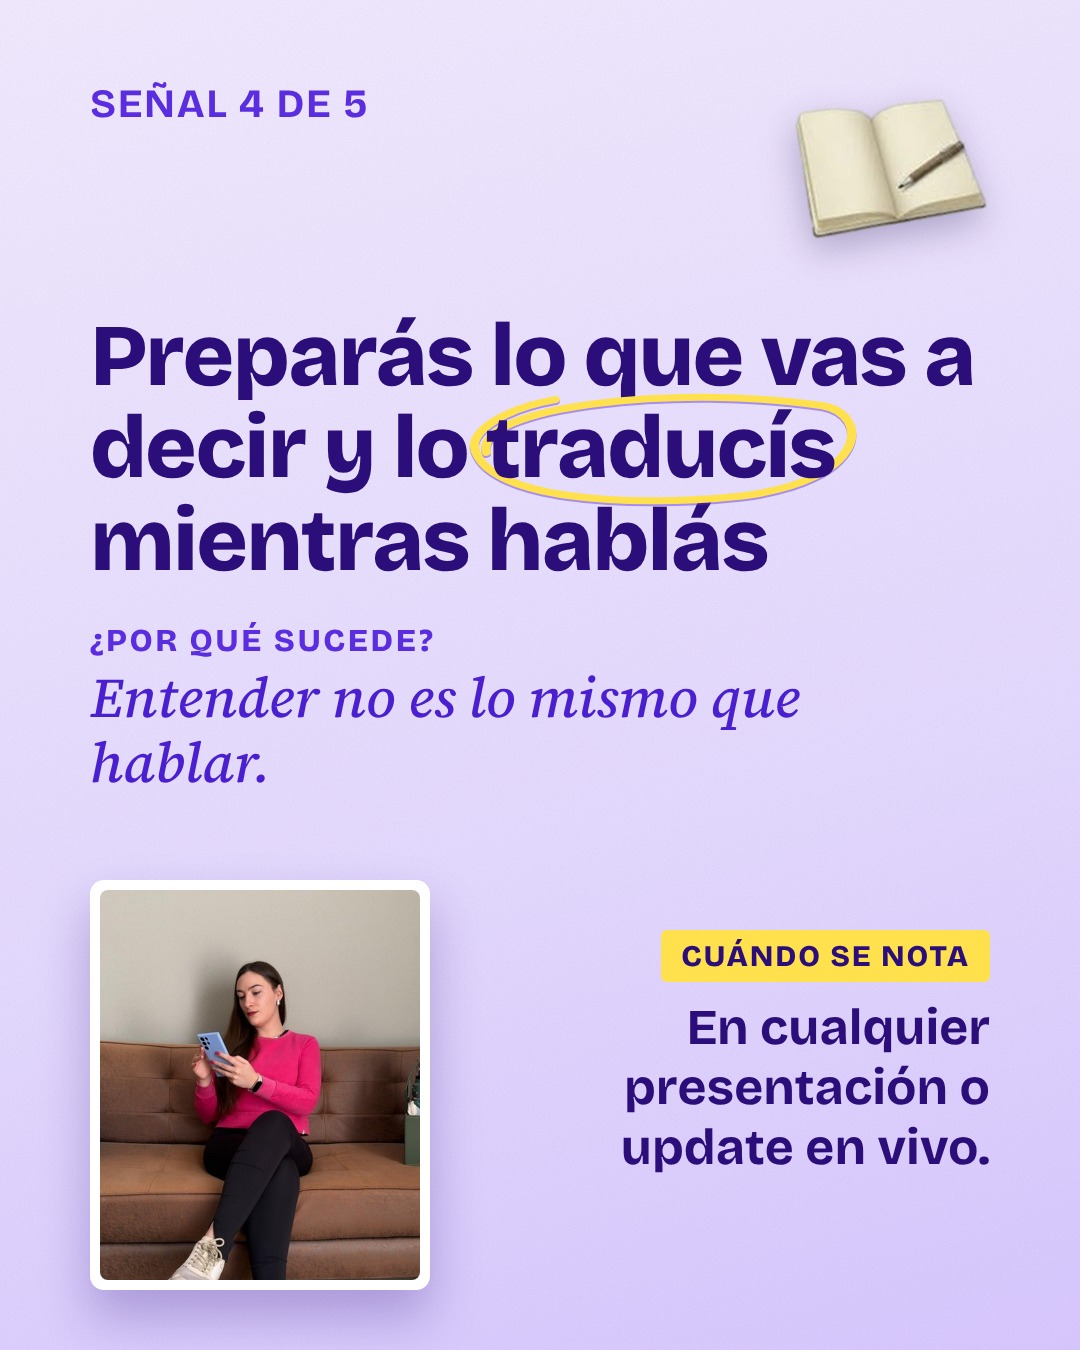 SEÑAL 4 DE 5
Preparás lo que vas a
decir y lo traducís
mientras hablás
¿POR QUÉ SUCEDE?
Entender no es lo mismo que
hablar.
CUÁNDO SE NOTA
En cualquier
presentación o
update en vivo.